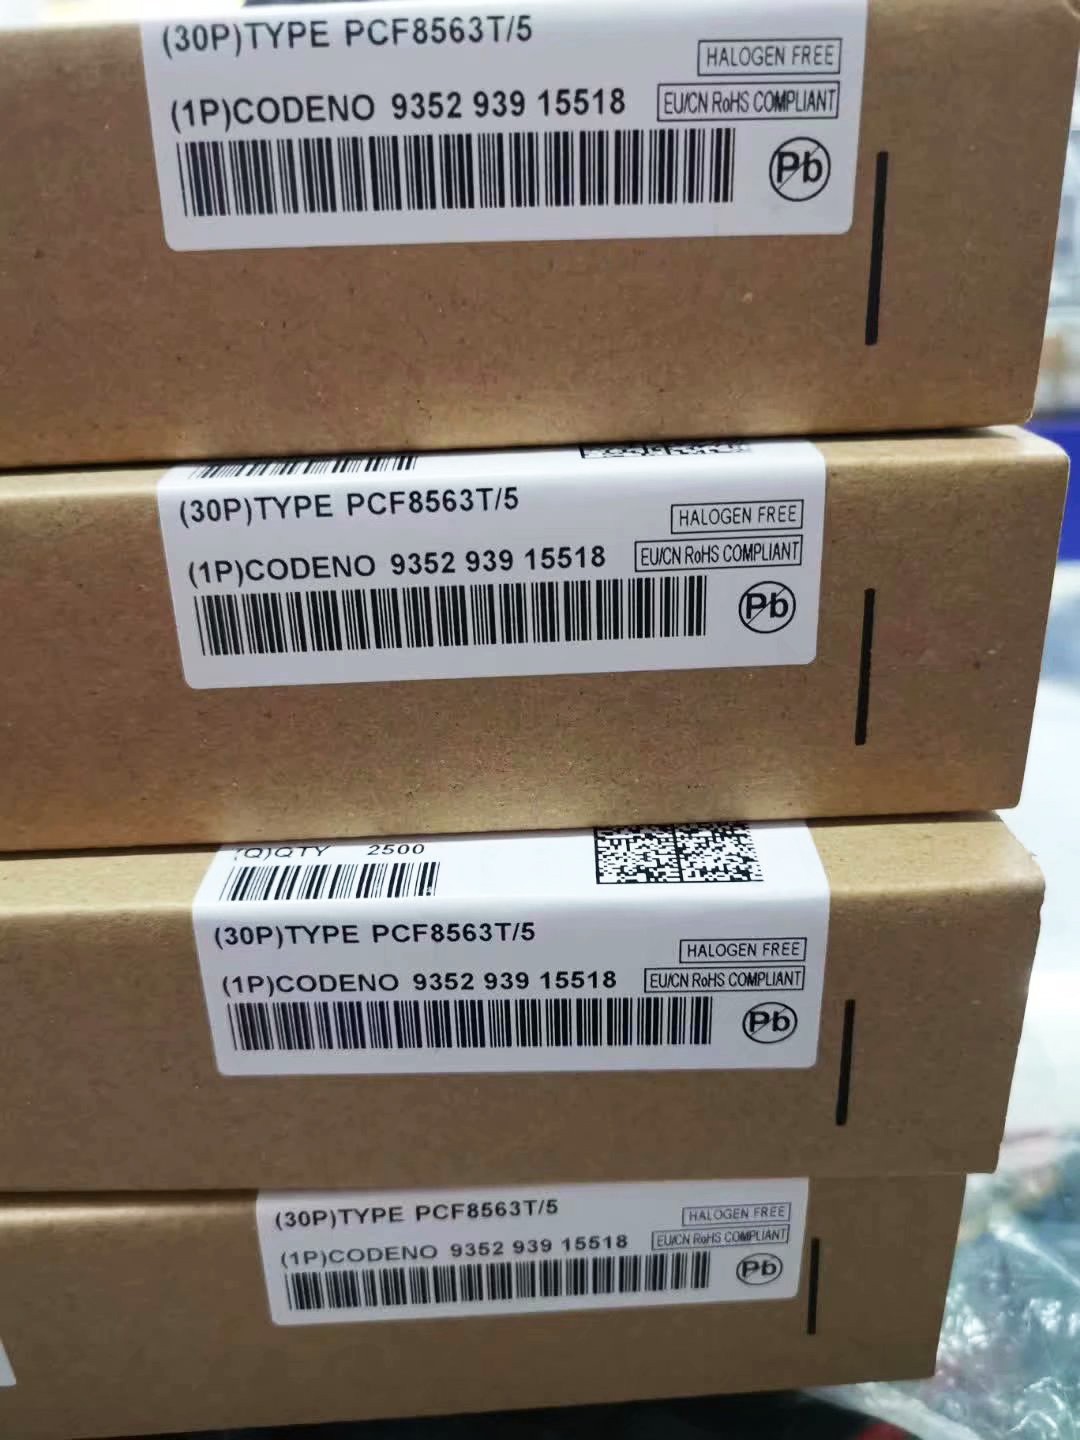 (30P)TYPE PCF8563T/5
HALOGEN FREE
(1P)CODENO 9352 939 15518
EU/CN RoHS COMPLIANT
Pb
(30P)TYPE PCF8563T/5
HALOGEN FREE
(1P)CODENO 9352 939 15518
EU/CN RoHS COMPLIANT
Pb
(Q)QTY 2500
(30P)TYPE PCF8563T/5
HALOGEN FREE
(1P)CODENO 9352 939 15518
EU/CN RoHS COMPLIANT
Pb
(30P)TYPE PCF8563T/5
HALOGEN FREE
(1P)CODENO 9352 939 15518
EU/CN RoHS COMPLIANT
Pb